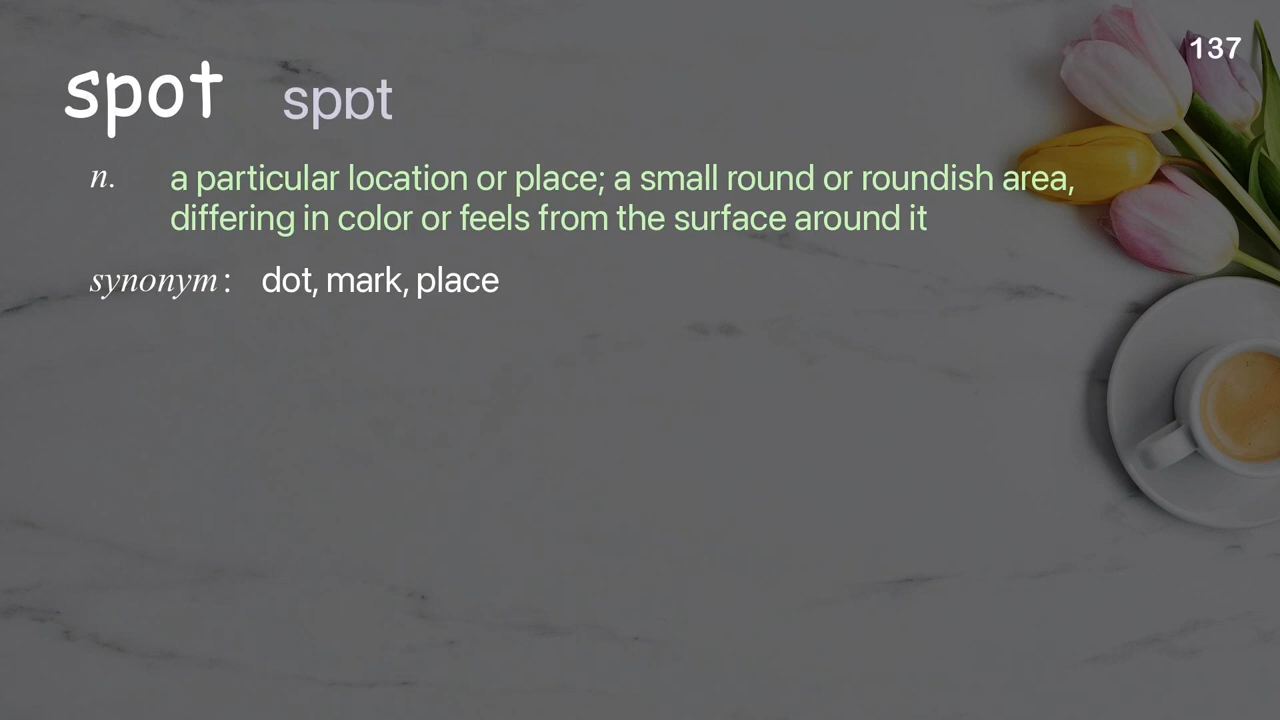 137
spot spɒt
n. a particular location or place; a small round or roundish area,
differing in color or feels from the surface around it
synonym: dot, mark, place